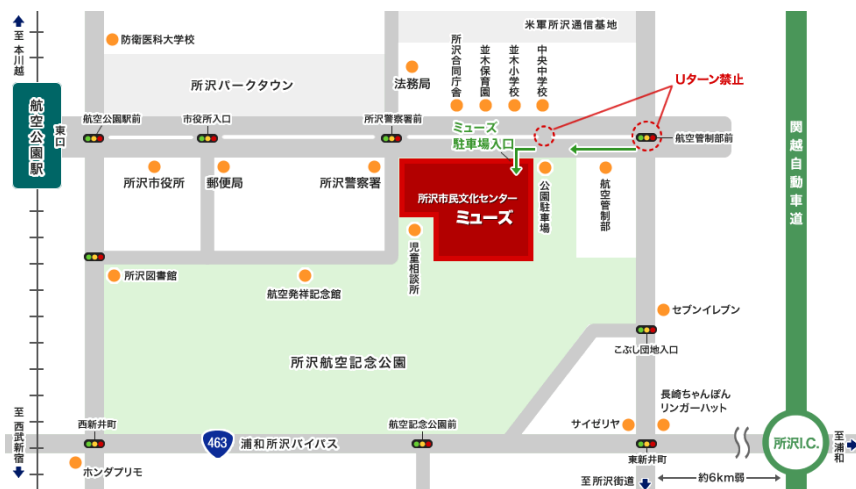 至本川越
防衛医科大学校
所沢パークタウン
法務局
所沢合同庁舎
並木保育園
並木小学校
中央中学校
米軍所沢通信基地
Uターン禁止
航空公園駅
東口
航空公園駅前
市役所入口
所沢警察署前
ミューズ
駐車場入口
航空管制部前
関越自動車道
所沢市役所
郵便局
所沢警察署
所沢市民文化センター
ミューズ
公園駐車場
航空管制部
児童相談所
所沢図書館
航空発祥記念館
セブンイレブン
所沢航空記念公園
こぶし団地入口
長崎ちゃんぽん
リンガーハット
サイゼリヤ
至西武新宿
西新井町
463
浦和所沢バイパス
航空記念公園前
東新井町
所沢I.C.
至浦和
ホンダプリモ
至所沢街道
約6km弱